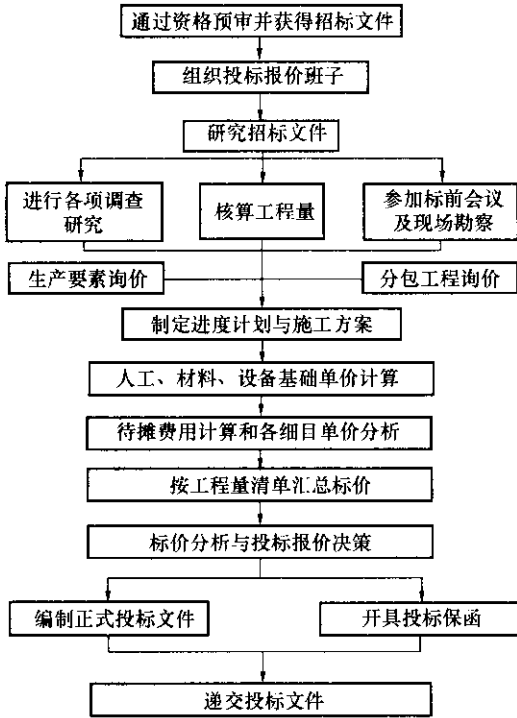 通过资格预审并获得招标文件
组织投标报价班子
研究招标文件
进行各项调查
研究
核算工程量
参加标前会议
及现场勘察
生产要素询价
分包工程询价
制定进度计划与施工方案
人工、材料、设备基础单价计算
待摊费用计算和各细目单价分析
按工程量清单汇总标价
标价分析与投标报价决策
编制正式投标文件
开具投标保函
递交投标文件